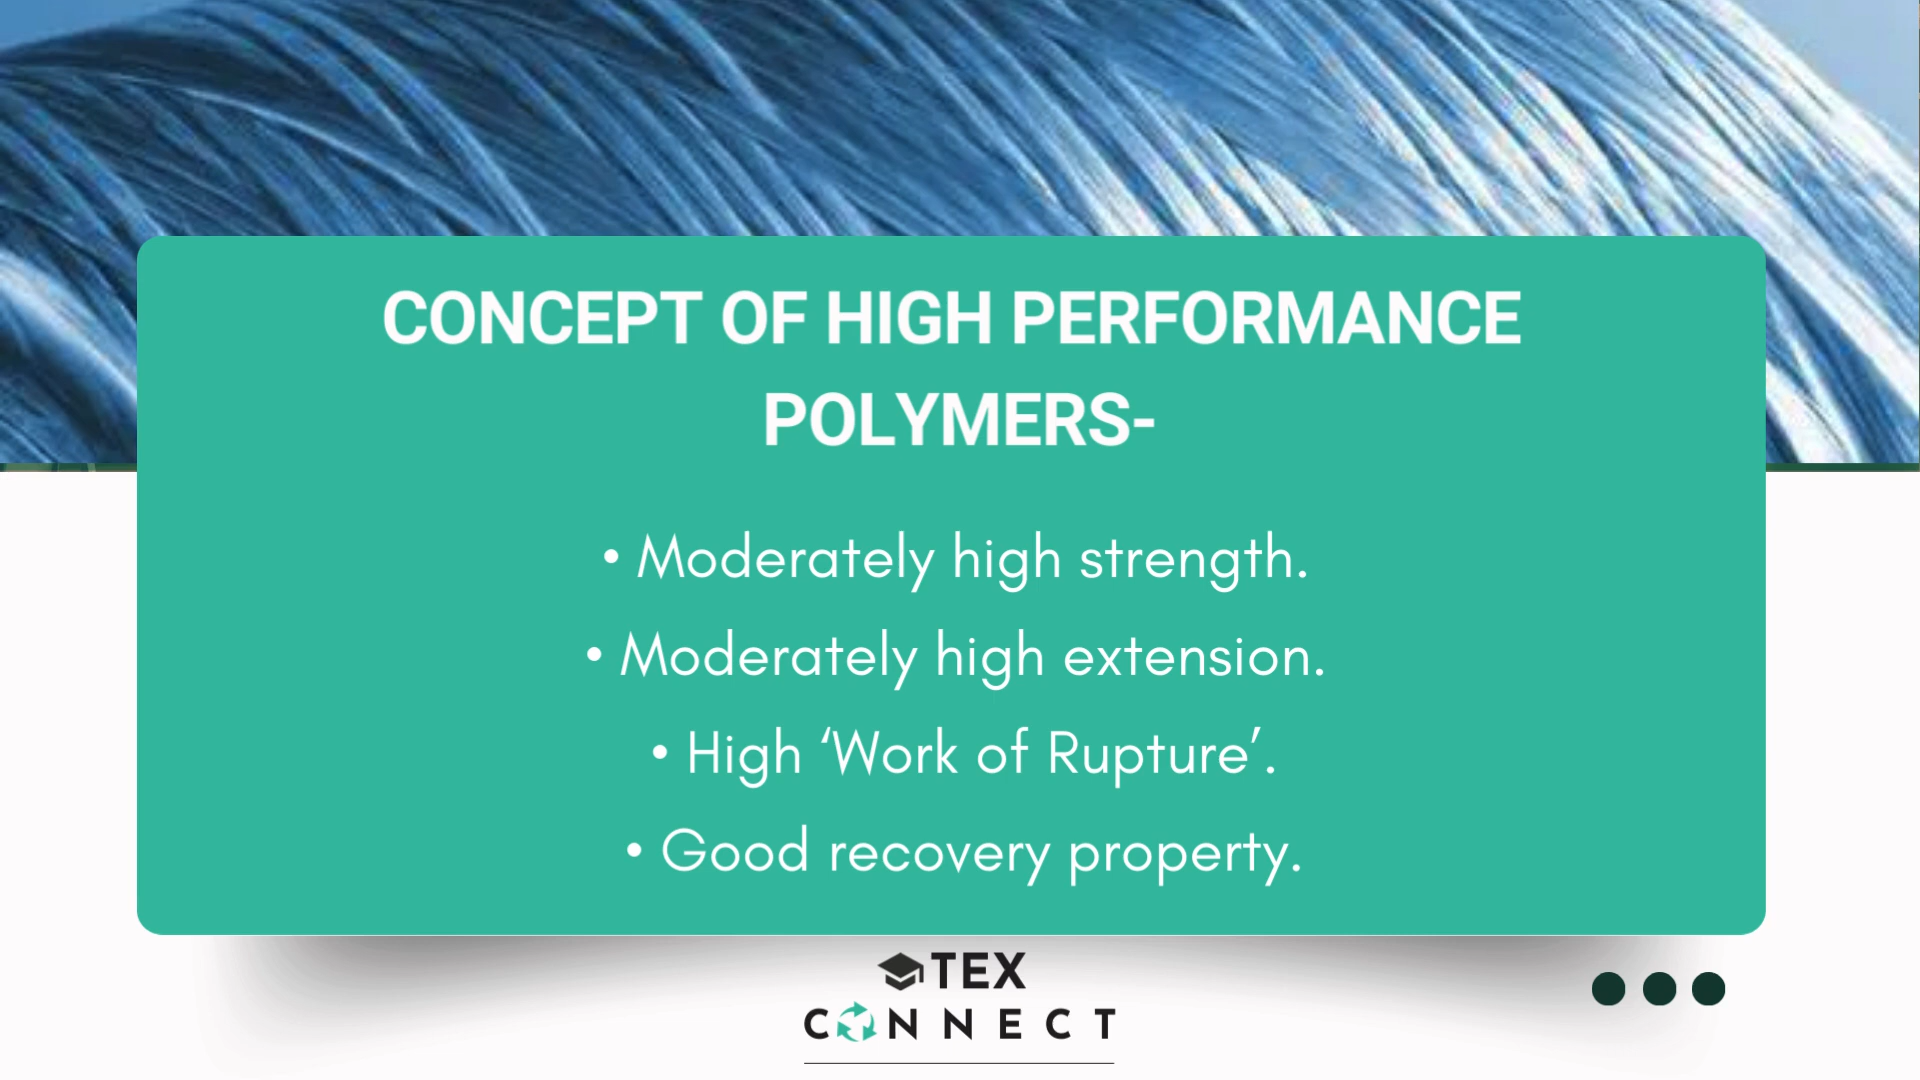 CONCEPT OF HIGH PERFORMANCE
POLYMERS-
• Moderately high strength.
• Moderately high extension.
• High ‘Work of Rupture’.
• Good recovery property.
TEX
CONNECT